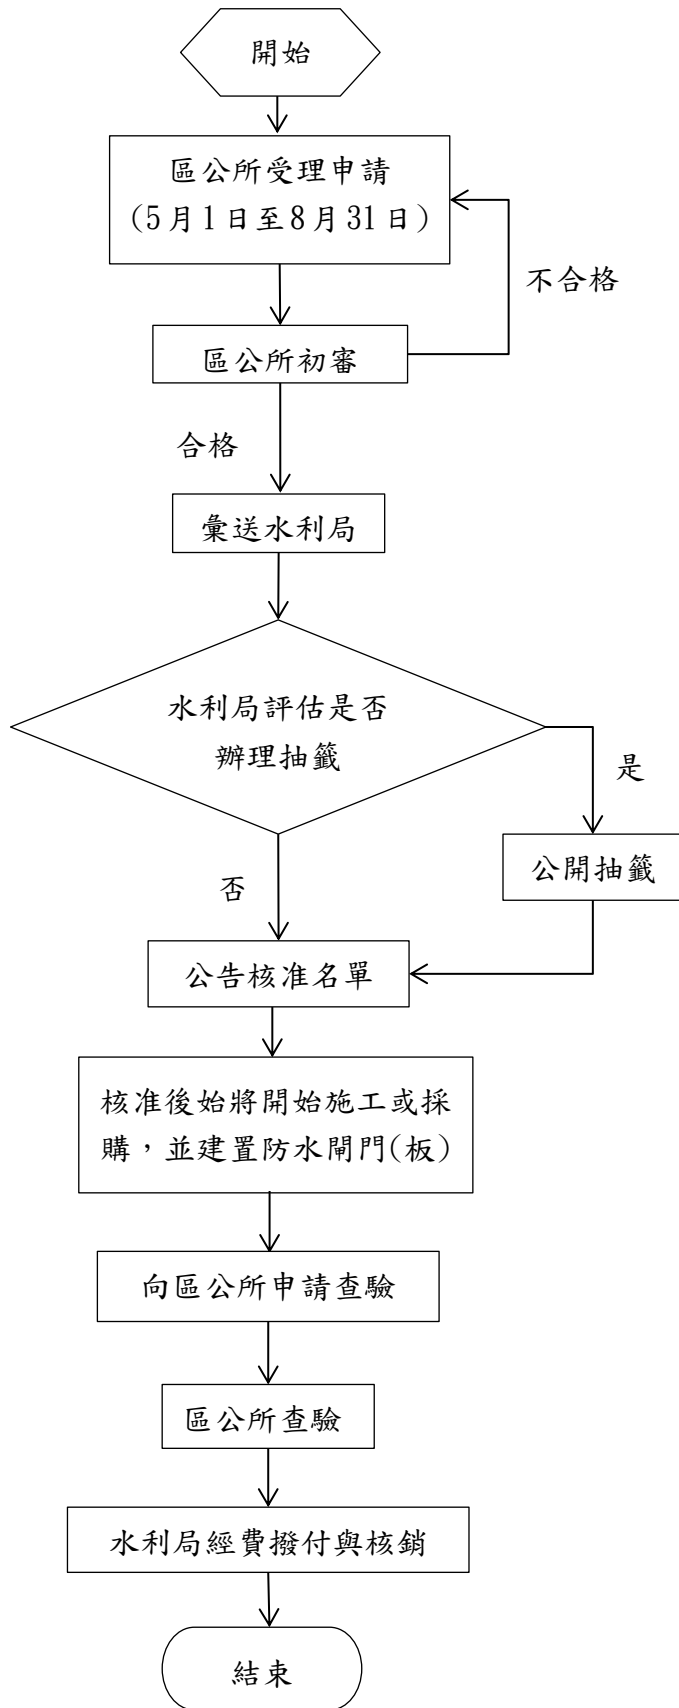 開始
區公所受理申請
(5月1日至8月31日)
不合格
區公所初審
合格
彙送水利局
水利局評估是否
辦理抽籤
是
公開抽籤
否
公告核准名單
核准後始將開始施工或採
購，並建置防水閘門(板)
向區公所申請查驗
區公所查驗
水利局經費撥付與核銷
結束